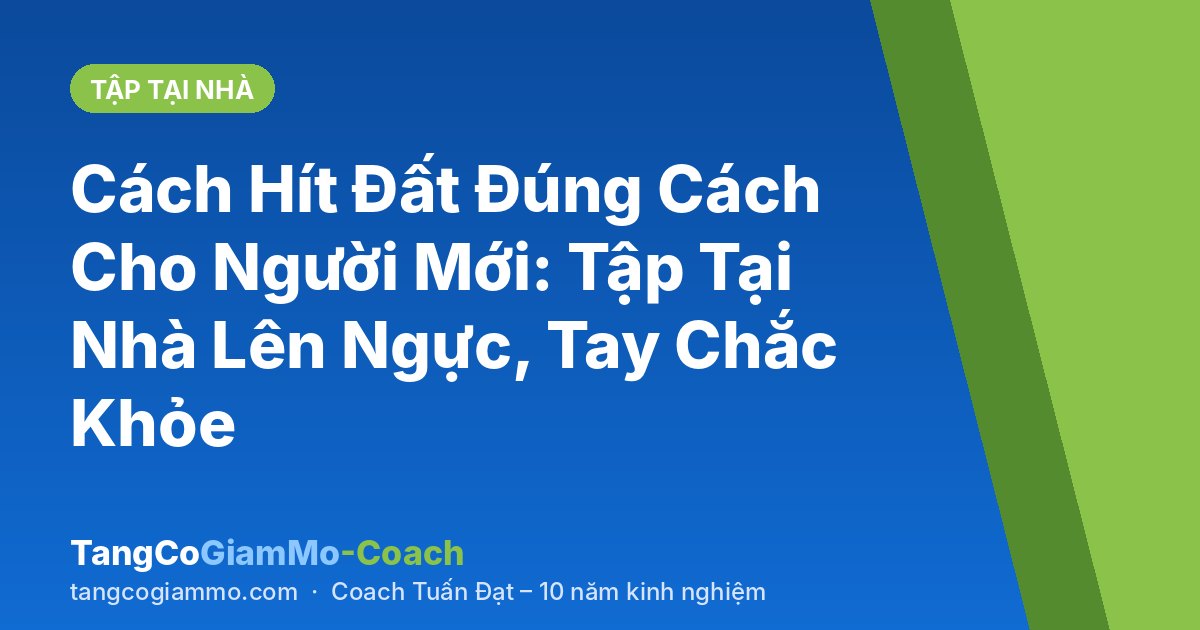 TẬP TẠI NHÀ
Cách Hít Đất Đúng Cách
Cho Người Mới: Tập Tại
Nhà Lên Ngực, Tay Chắc
Khỏe
TangCoGiamMo-Coach
tangcogiammo.com · Coach Tuấn Đạt – 10 năm kinh nghiệm